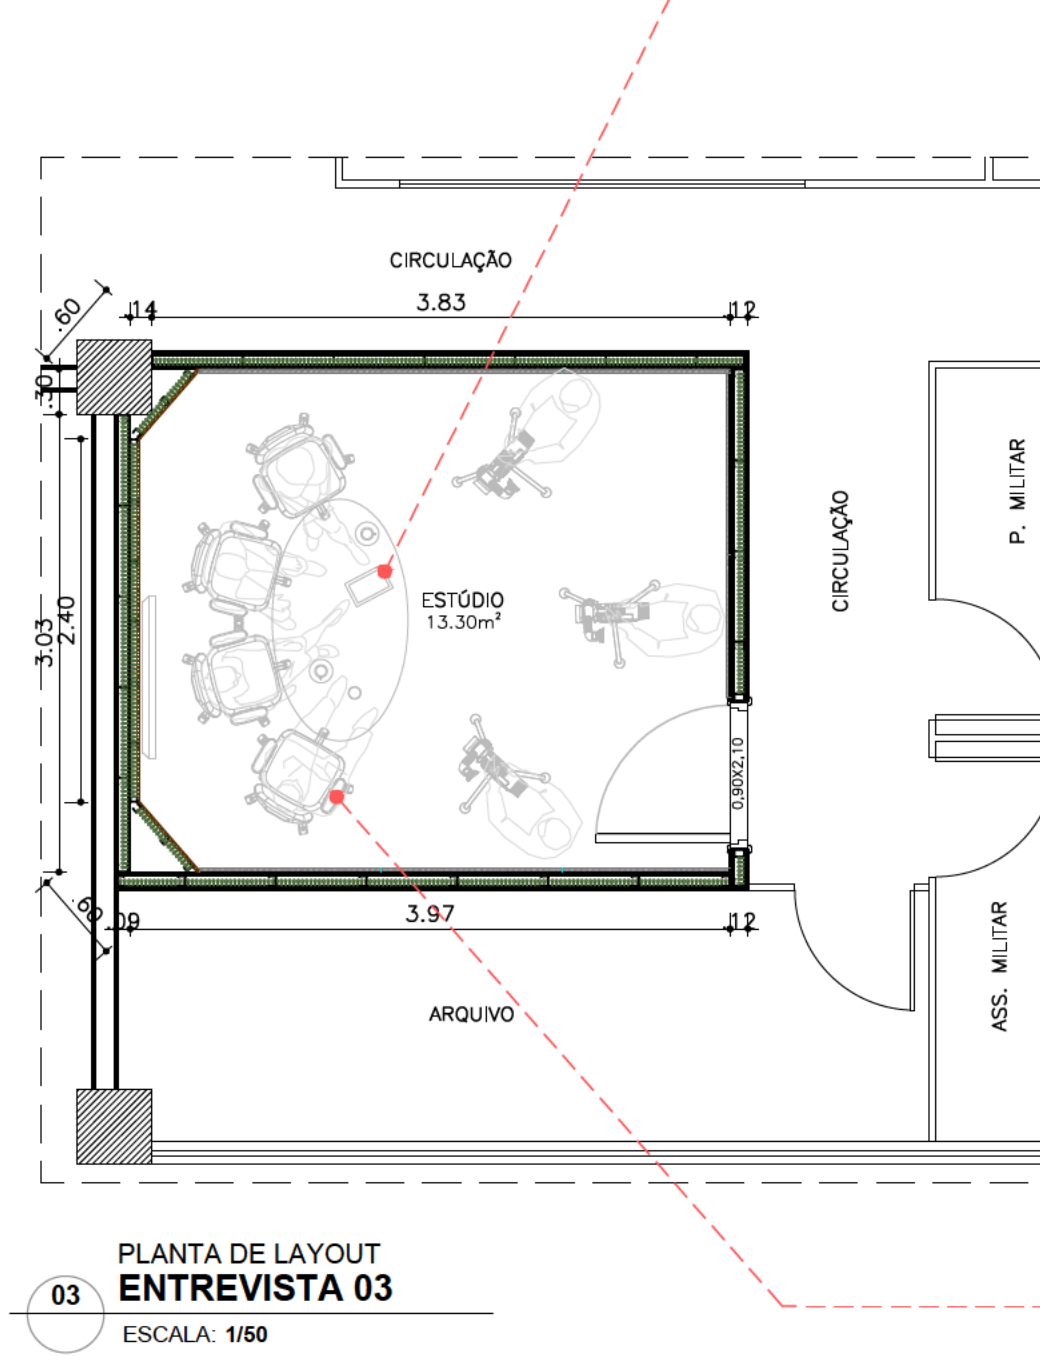 CIRCULAÇÃO
.60
.14
3.83
.12
.30
P. MILITAR
CIRCULAÇÃO
ESTÚDIO
13.30m²
3.03
2.40
0,90X2,10
.60
.09
3.97
.12
ARQUIVO
ASS. MILITAR
PLANTA DE LAYOUT
03
ENTREVISTA 03
ESCALA: 1/50